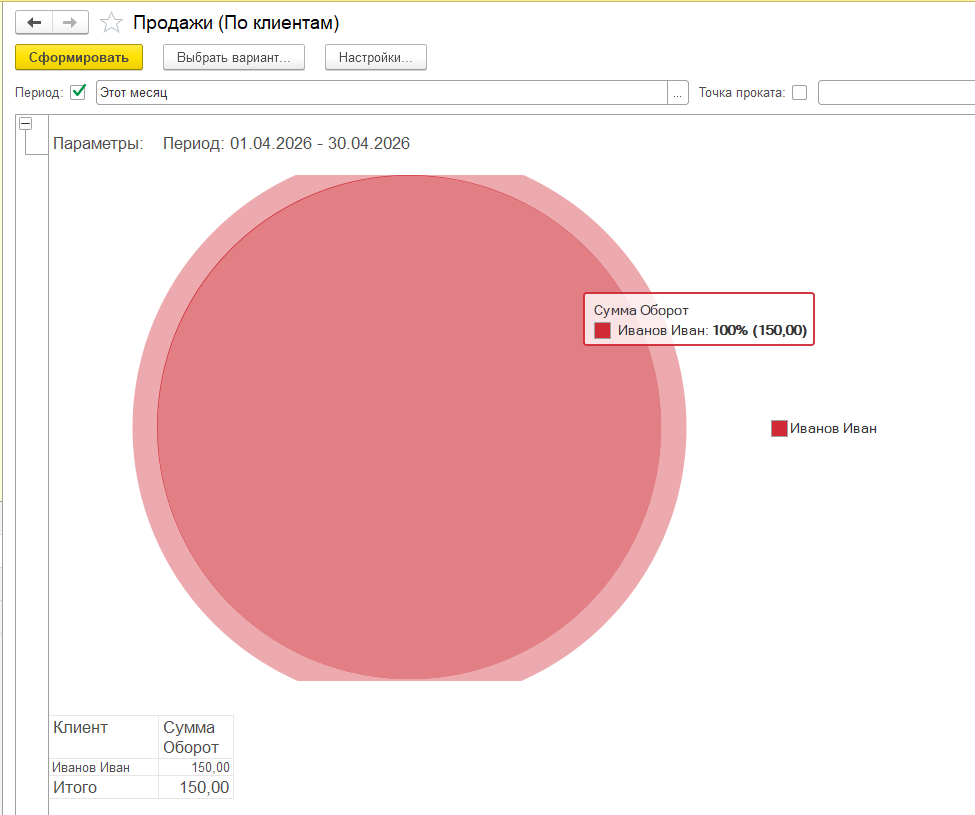 Продажи (По клиентам)
Сформировать Выбрать вариант... Настройки...
Период: Этот месяц ... Точка проката:
Параметры: Период: 01.04.2026 - 30.04.2026
Сумма Оборот
Иванов Иван: 100% (150,00)
Иванов Иван
Клиент Сумма
Оборот
Иванов Иван 150,00
Итого 150,00